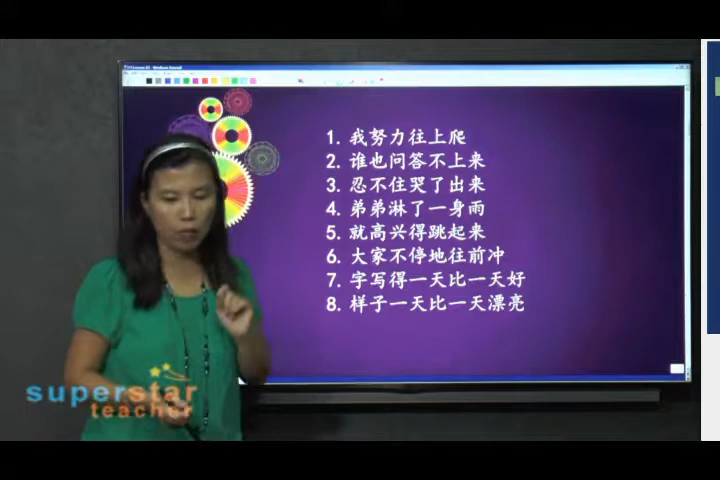 1. 我努力往上爬
2. 谁也问答不上来
3. 忍不住哭了出来
4. 弟弟淋了一身雨
5. 就高兴得跳起来
6. 大家不停地往前冲
7. 字写得一天比一天好
8. 样子一天比一天漂亮
superstar
teacher